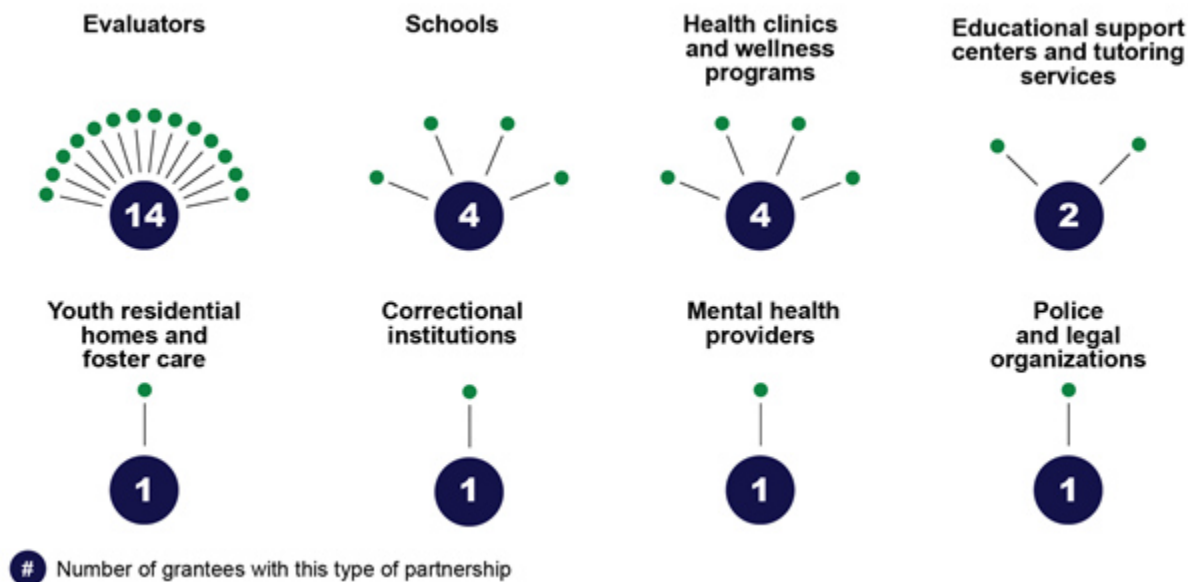 Evaluators
Schools
Health clinics
and wellness
programs
Educational support
centers and tutoring
services
14
4
4
2
Youth residential
homes and
foster care
Correctional
institutions
Mental health
providers
Police
and legal
organizations
1
1
1
1
# Number of grantees with this type of partnership